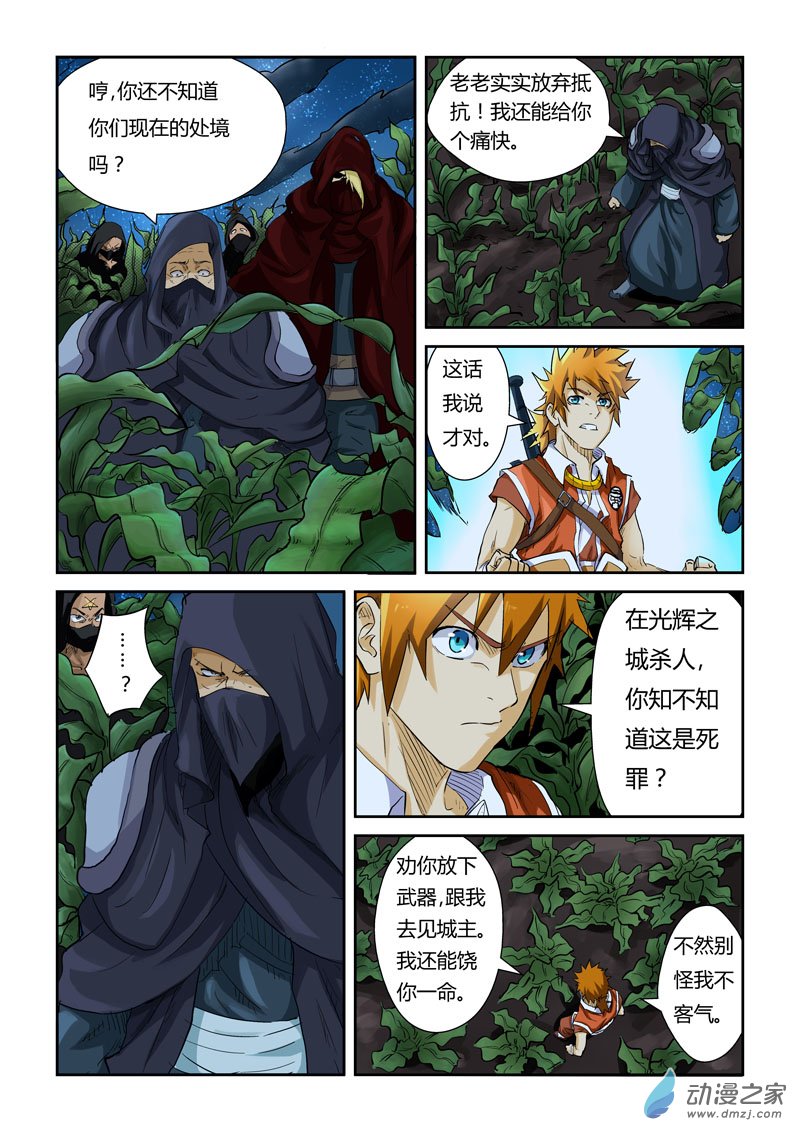 哼，你还不知道
你们现在的处境
吗？
老老实实放弃抵
抗！我还能给你
个痛快。
这话
我说
才对。
……
？
在光辉之
城杀人，
你知不知
道这是死
罪？
劝你放下
武器，跟我
去见城主。
我还能饶
你一命。
不然别
怪我不
客气。
动漫之家
www.dmzj.com